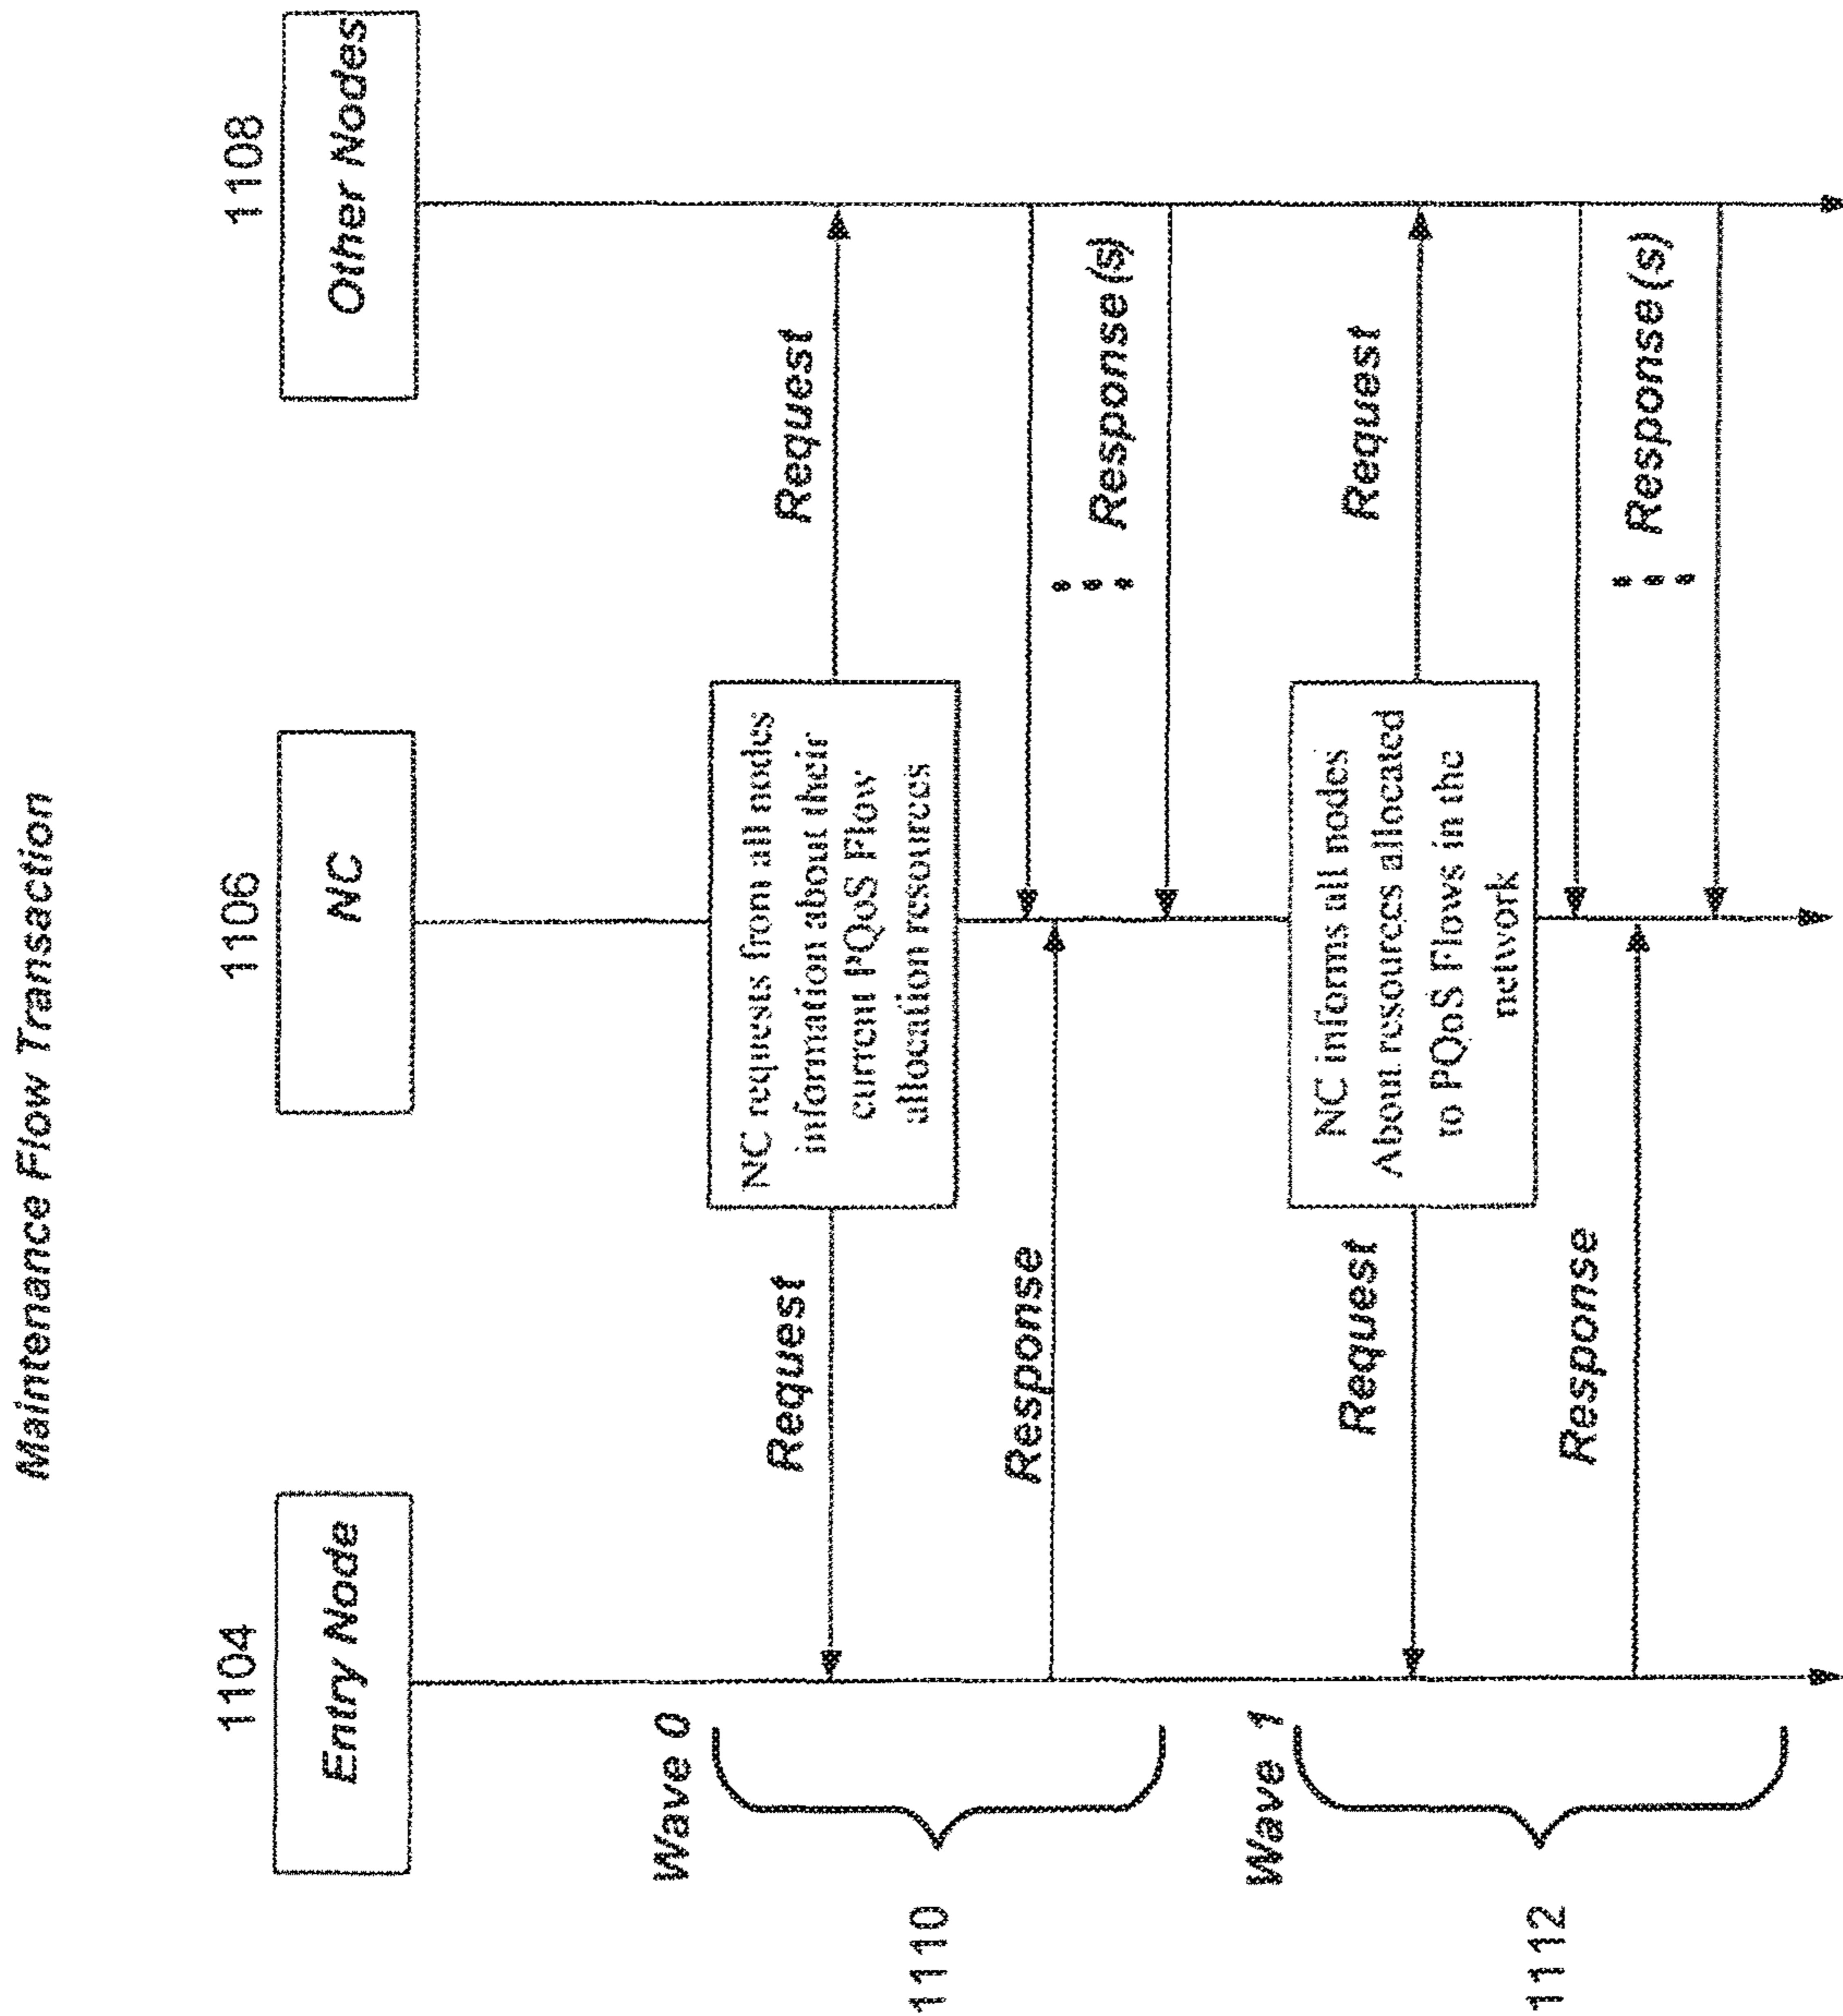 Maintenance Flow Transaction
1104
1106
1108
Entry Node
NC
Other Nodes
Wave 0
NC requests from all nodes
information about their
current PQoS Flow
allocation resources
Request
Request
1110
Response
Response(s)
Wave 1
NC informs all nodes
About resources allocated
to PQoS Flows in the
network
Request
Request
1112
Response
Response(s)